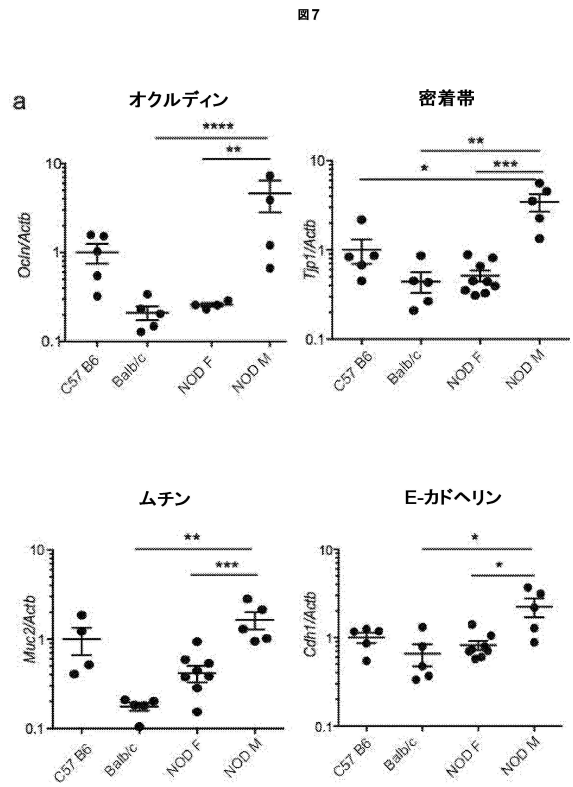 図7
a
オクルディン
****
**
Ocln/Actb
10
1
0.1
C57 B6
Balb/c
NOD F
NOD M
密着帯
**
***
*
Tjp1/Actb
10
1
0.1
C57 B6
Balb/c
NOD F
NOD M
ムチン
**
***
Muc2/Actb
10
1
0.1
C57 B6
Balb/c
NOD F
NOD M
E-カドヘリン
*
*
Cdh1/Actb
10
1
0.1
C57 B6
Balb/c
NOD F
NOD M